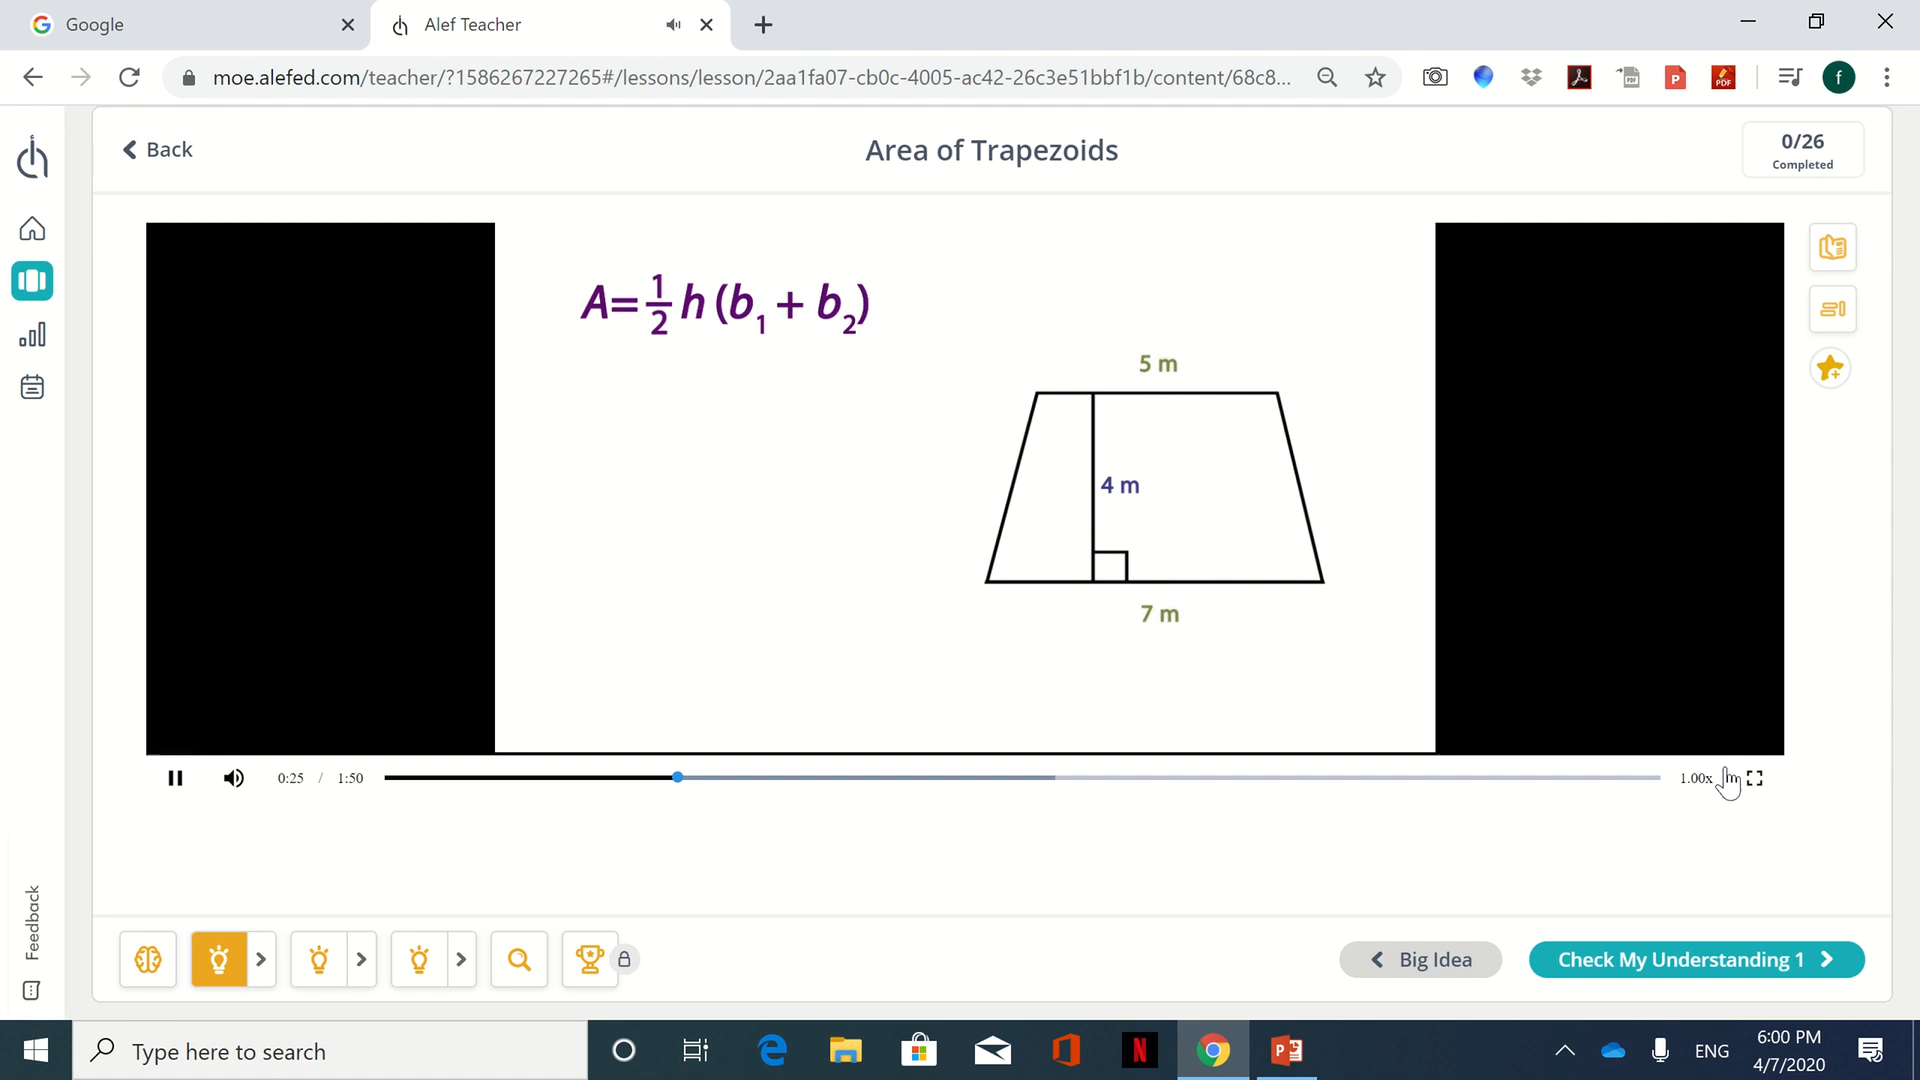 Google
Alef Teacher
moe.alefed.com/teacher/?1586267227265#/lessons/lesson/2aa1fa07-cb0c-4005-ac42-26c3e51bbf1b/content/68c8...
f
Back
Area of Trapezoids
0/26
Completed
A=1/2 h (b₁ + b₂)
5 m
4 m
7 m
0:25 / 1:50
1.00x
Feedback
Big Idea
Check My Understanding 1
Type here to search
ENG
6:00 PM
4/7/2020